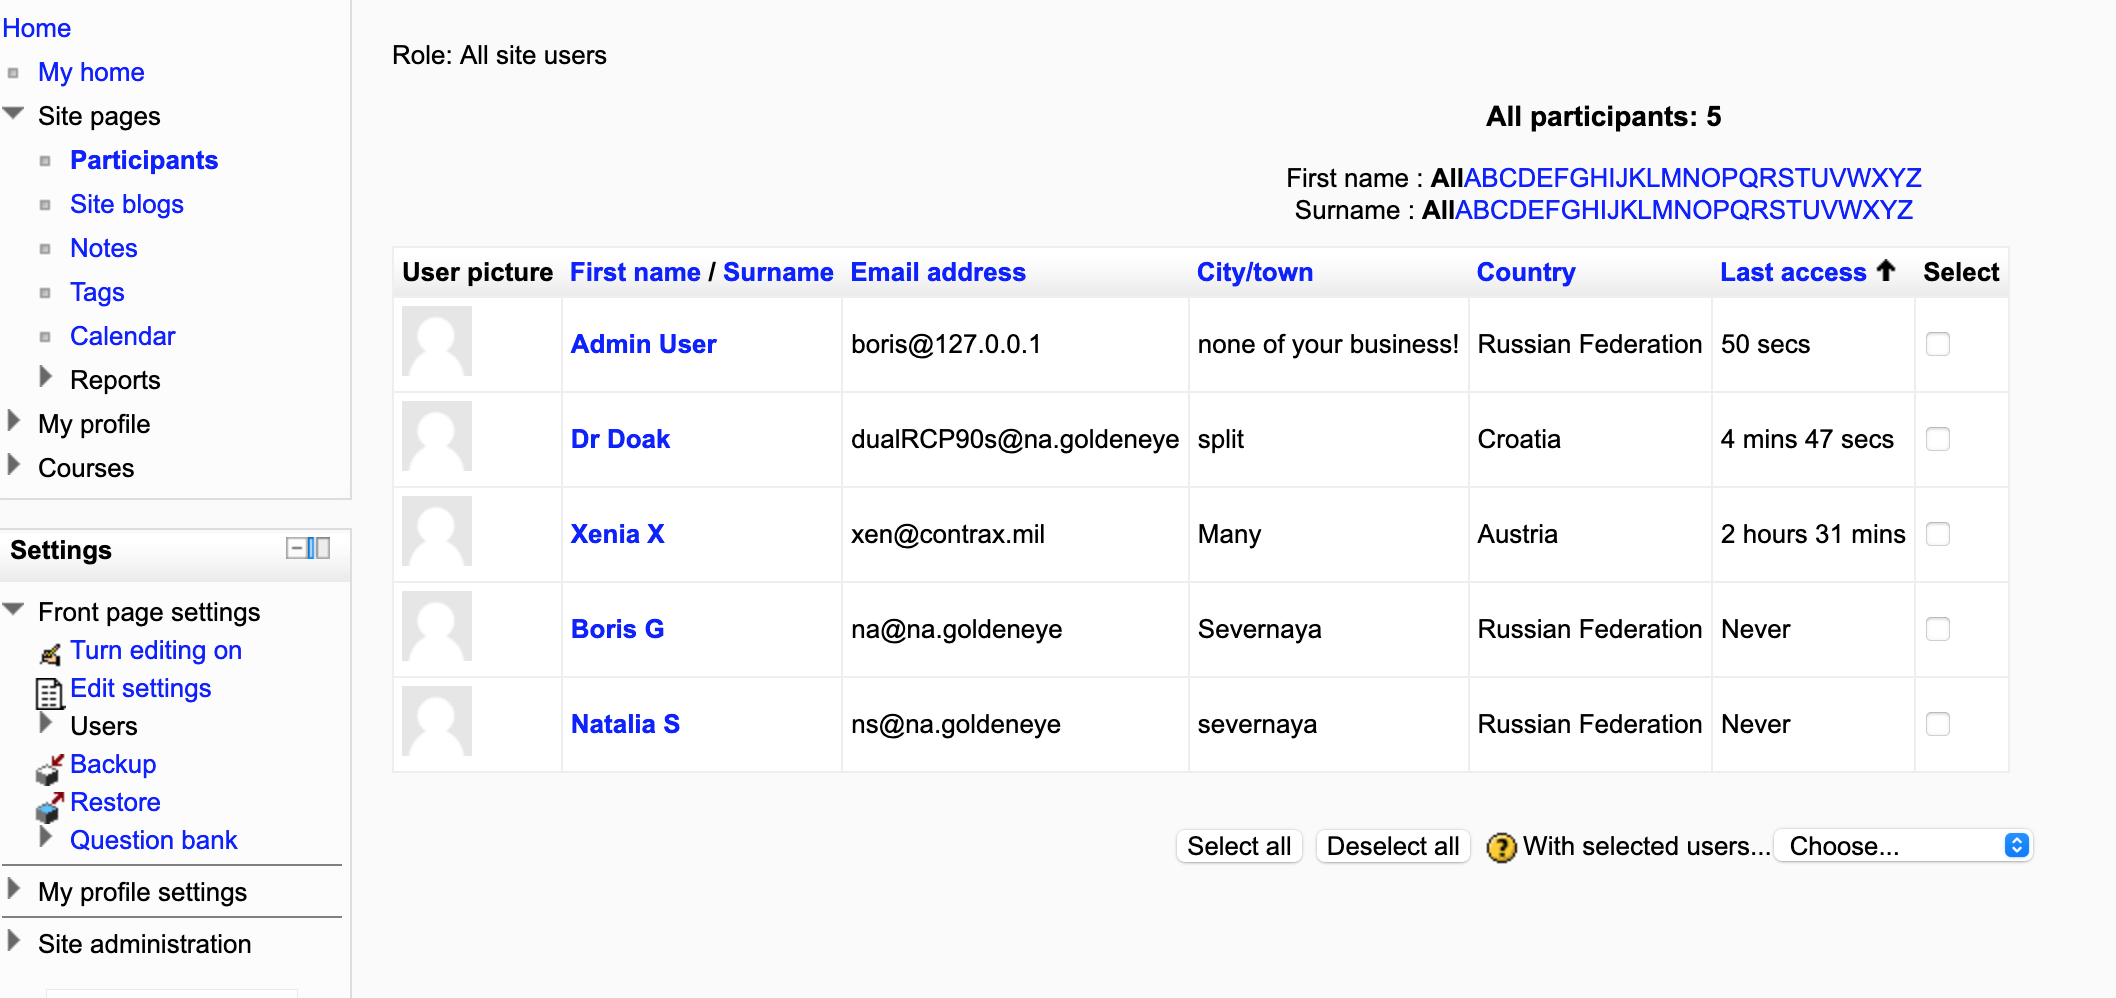 Home
My home
Site pages
Participants
Site blogs
Notes
Tags
Calendar
Reports
My profile
Courses
Settings
Front page settings
Turn editing on
Edit settings
Users
Backup
Restore
Question bank
My profile settings
Site administration
Role: All site users
All participants: 5
First name : AllABCDEFGHIJKLMNOPQRSTUVWXYZ
Surname : AllABCDEFGHIJKLMNOPQRSTUVWXYZ
User picture First name / Surname Email address City/town Country Last access Select
Admin User boris@127.0.0.1 none of your business! Russian Federation 50 secs
Dr Doak dualRCP90s@na.goldeneye split Croatia 4 mins 47 secs
Xenia X xen@contrax.mil Many Austria 2 hours 31 mins
Boris G na@na.goldeneye Severnaya Russian Federation Never
Natalia S ns@na.goldeneye severnaya Russian Federation Never
Select all Deselect all With selected users... Choose...